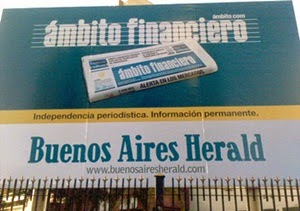 ámbito.com
ámbito financiero
ámbito financiero
ALERTA EN LOS MERCADOS
Independencia periodística. Información permanente.
Buenos Aires Herald
www.buenosairesherald.com